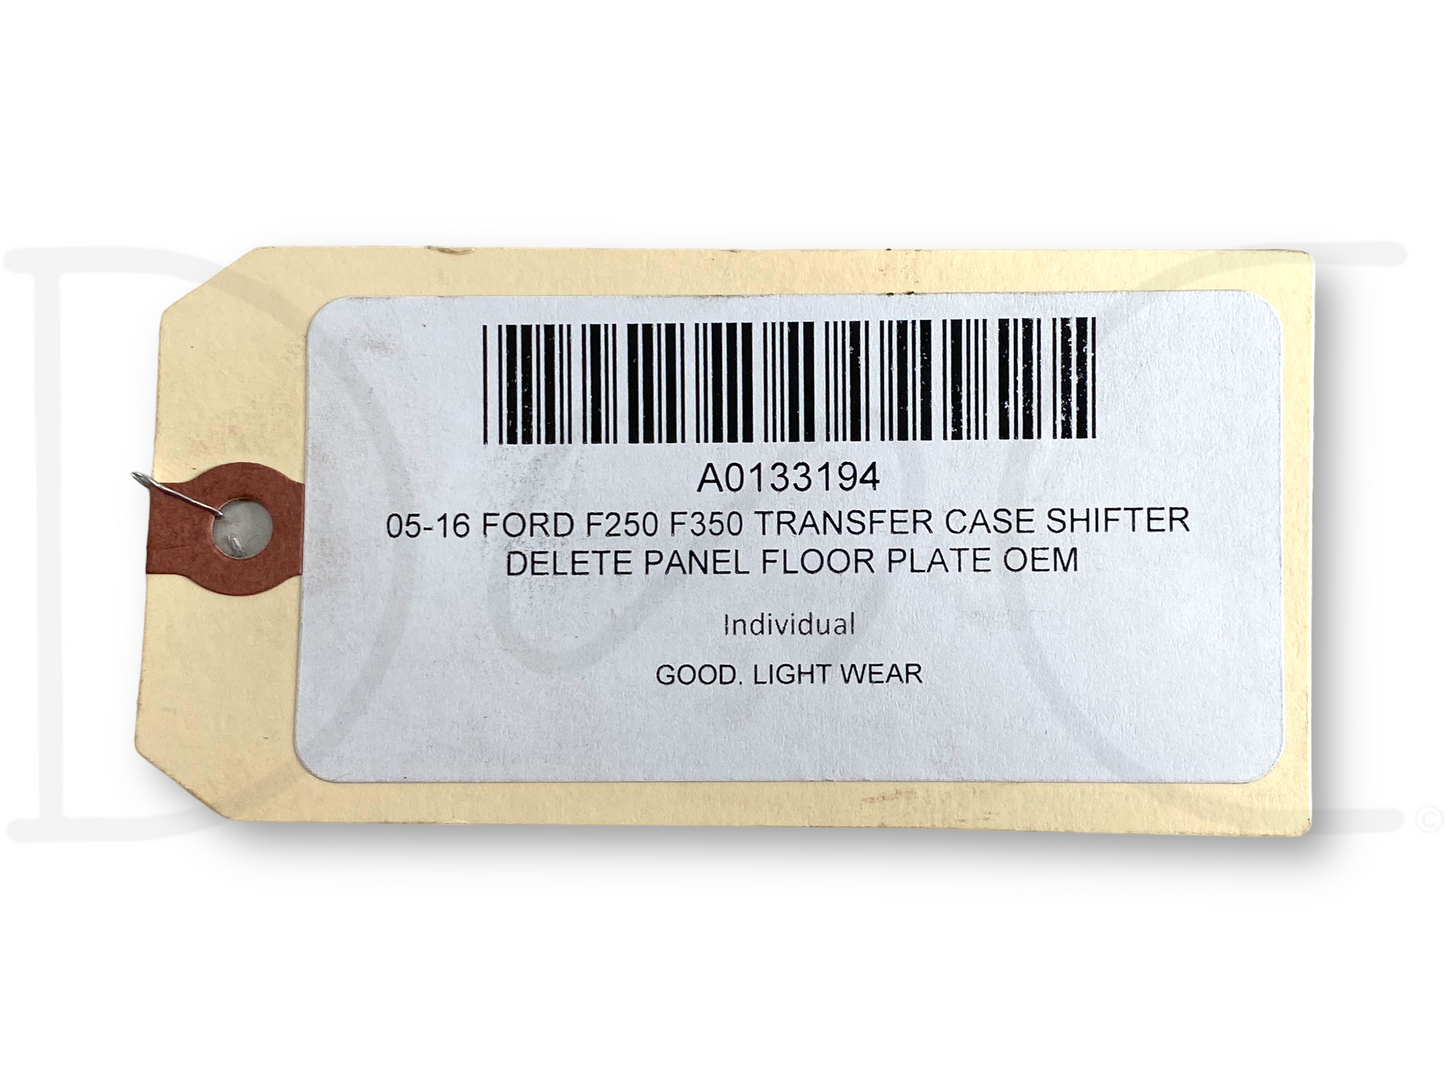 A0133194
05-16 FORD F250 F350 TRANSFER CASE SHIFTER
DELETE PANEL FLOOR PLATE OEM
Individual
GOOD. LIGHT WEAR
©